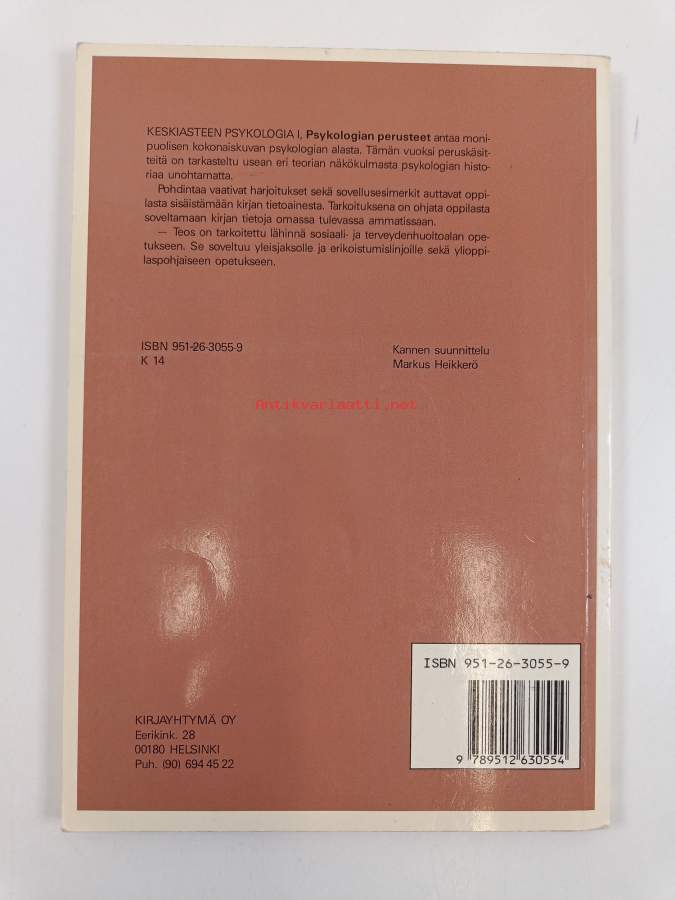 KESKIASTEEN PSYKOLOGIA I, Psykologian perusteet antaa moni-
puolisen kokonaiskuvan psykologian alasta. Tämän vuoksi peruskäsit-
teitä on tarkasteltu usean eri teorian näkökulmasta psykologian histo-
riaa unohtamatta.
Pohdintaa vaativat harjoitukset sekä sovellusesimerkit auttavat oppi-
lasta sisäistämään kirjan tietoainesta. Tarkoituksena on ohjata oppilasta
soveltamaan kirjan tietoja omassa tulevassa ammatissaan.
— Teos on tarkoitettu lähinnä sosiaali- ja terveydenhuoltoalan ope-
tukseen. Se soveltuu yleisjaksolle ja erikoistumislinjoille sekä ylioppi-
laspohjaiseen opetukseen.
ISBN 951-26-3055-9
K 14
Kannen suunnittelu
Markus Heikkerö
Antikvariaatti.net
ISBN 951-26-3055-9
9 789512 630554
KIRJAYHTYMÄ OY
Eerikink. 28
00180 HELSINKI
Puh. (90) 694 45 22